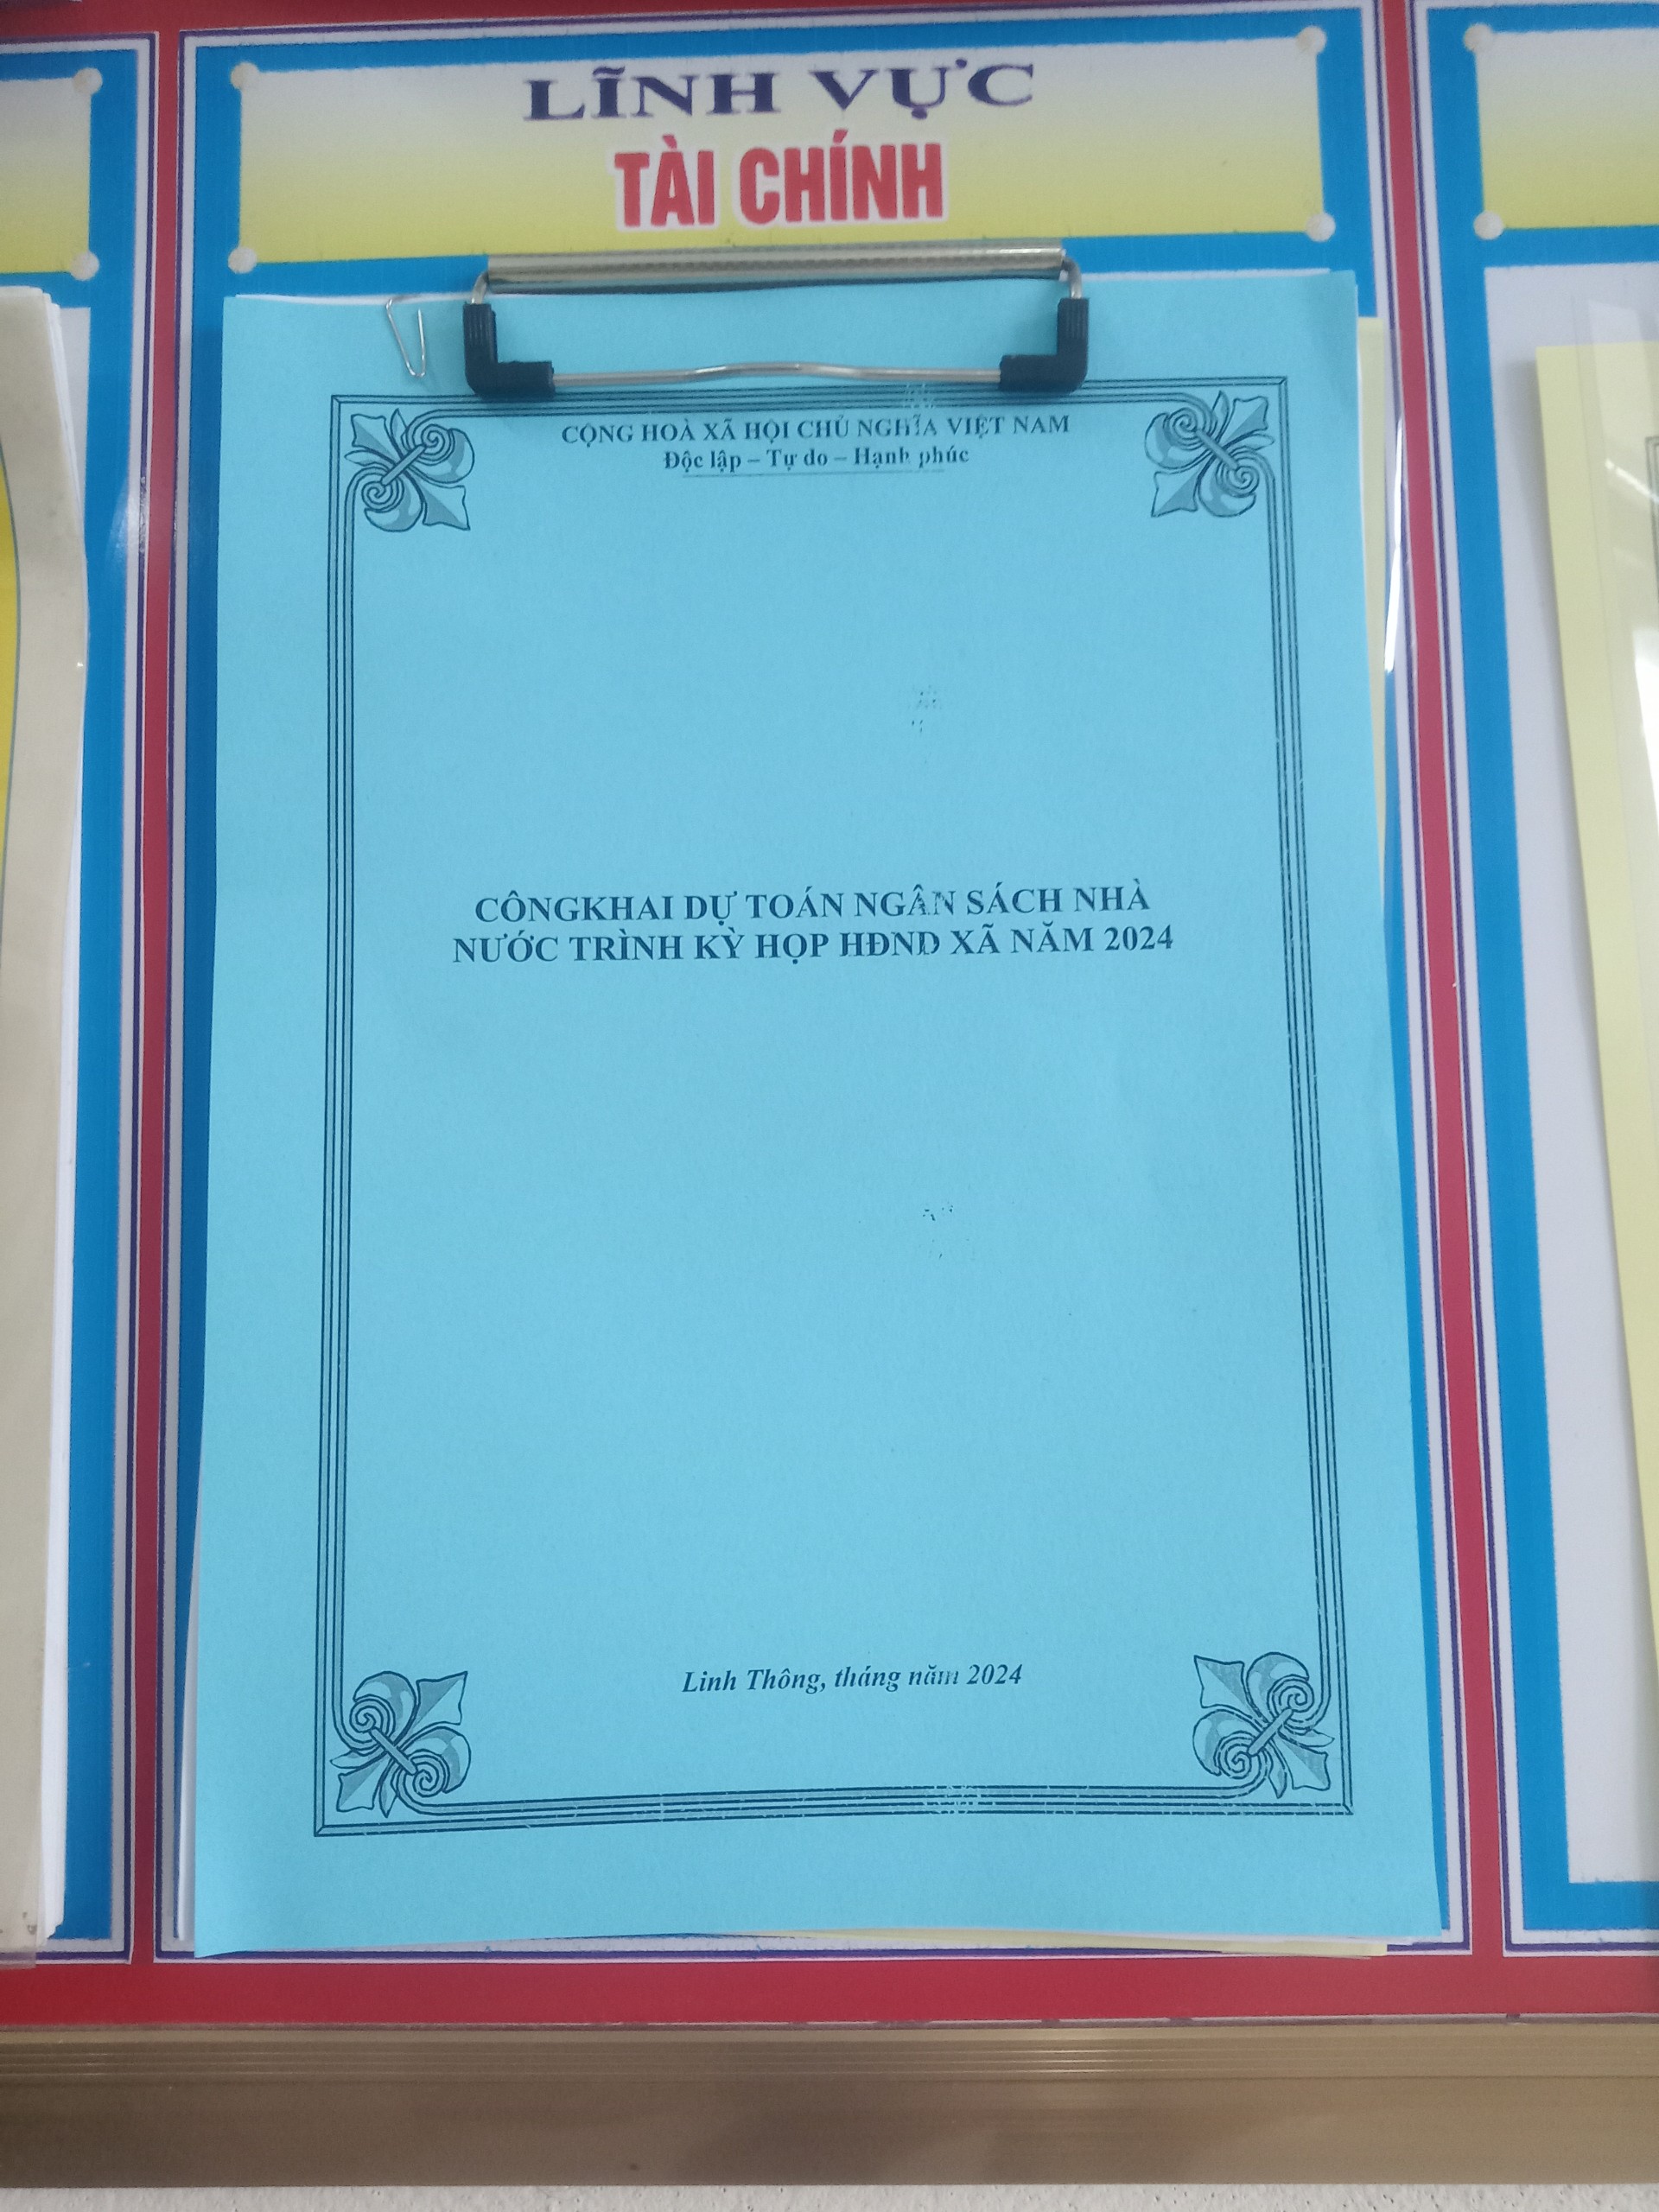 LĨNH VỰC
TÀI CHÍNH
CỘNG HOÀ XÃ HỘI CHỦ NGHĨA VIỆT NAM
Độc lập – Tự do – Hạnh phúc
CÔNGKHAI DỰ TOÁN NGÂN SÁCH NHÀ
NƯỚC TRÌNH KỲ HỌP HĐND XÃ NĂM 2024
Linh Thông, tháng năm 2024